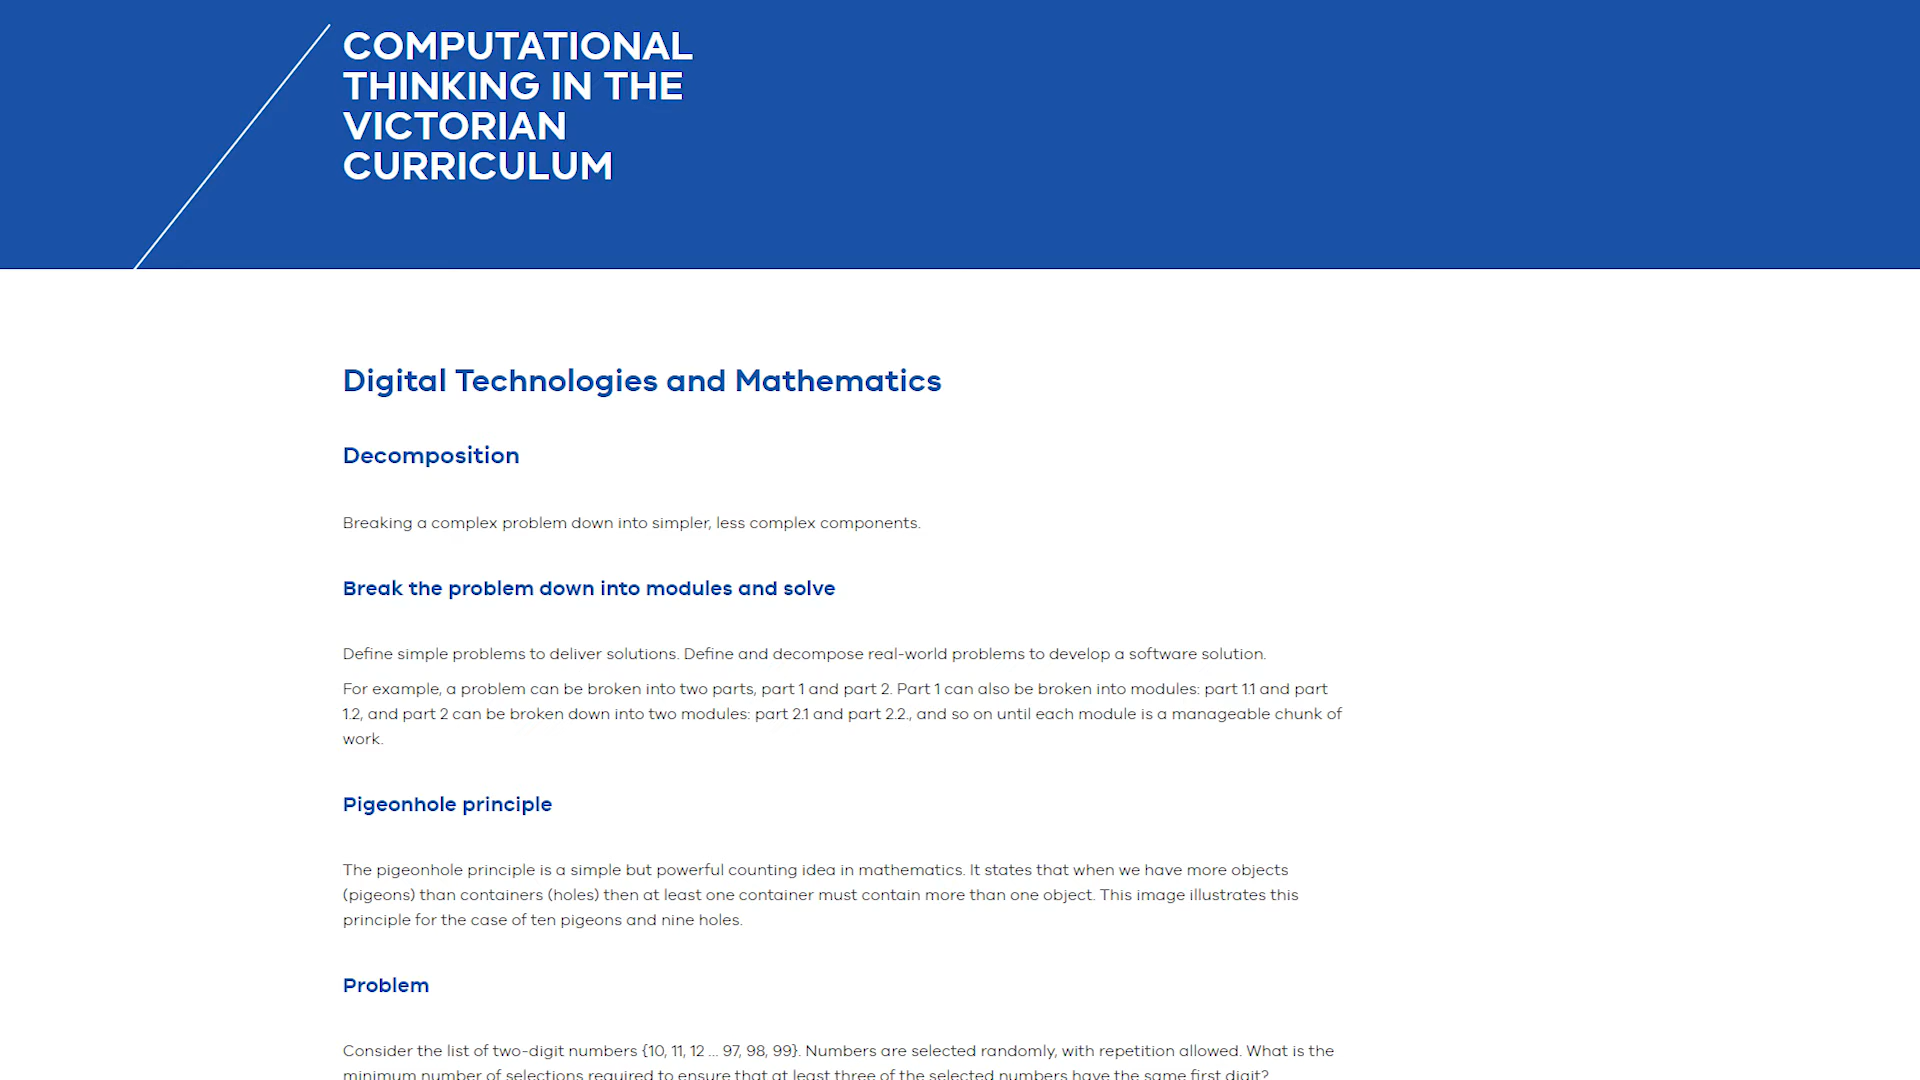 COMPUTATIONAL
THINKING IN THE
VICTORIAN
CURRICULUM
Digital Technologies and Mathematics
Decomposition
Breaking a complex problem down into simpler, less complex components.
Break the problem down into modules and solve
Define simple problems to deliver solutions. Define and decompose real-world problems to develop a software solution.
For example, a problem can be broken into two parts, part 1 and part 2. Part 1 can also be broken into modules: part 1.1 and part
1.2, and part 2 can be broken down into two modules: part 2.1 and part 2.2., and so on until each module is a manageable chunk of
work.
Pigeonhole principle
The pigeonhole principle is a simple but powerful counting idea in mathematics. It states that when we have more objects
(pigeons) than containers (holes) then at least one container must contain more than one object. This image illustrates this
principle for the case of ten pigeons and nine holes.
Problem
Consider the list of two-digit numbers {10, 11, 12 ... 97, 98, 99}. Numbers are selected randomly, with repetition allowed. What is the
minimum number of selections required to ensure that at least three of the selected numbers have the same first digit?